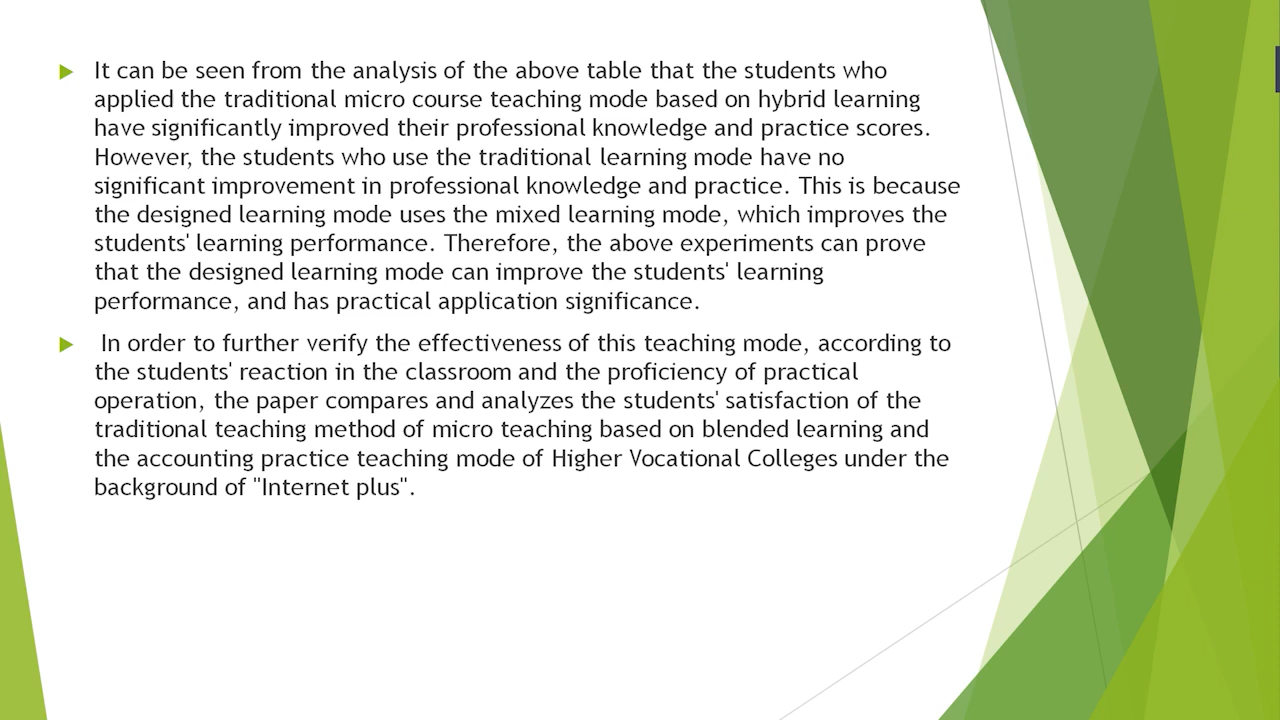 It can be seen from the analysis of the above table that the students who
applied the traditional micro course teaching mode based on hybrid learning
have significantly improved their professional knowledge and practice scores.
However, the students who use the traditional learning mode have no
significant improvement in professional knowledge and practice. This is because
the designed learning mode uses the mixed learning mode, which improves the
students' learning performance. Therefore, the above experiments can prove
that the designed learning mode can improve the students' learning
performance, and has practical application significance.
In order to further verify the effectiveness of this teaching mode, according to
the students' reaction in the classroom and the proficiency of practical
operation, the paper compares and analyzes the students' satisfaction of the
traditional teaching method of micro teaching based on blended learning and
the accounting practice teaching mode of Higher Vocational Colleges under the
background of "Internet plus".